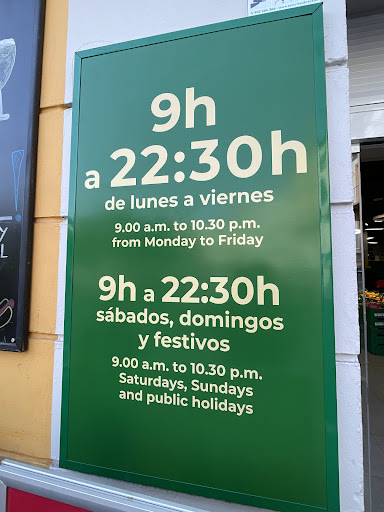 9h
a 22:30h
de lunes a viernes
9.00 a.m. to 10.30 p.m.
from Monday to Friday
9h a 22:30h
sábados, domingos
y festivos
9.00 a.m. to 10.30 p.m.
Saturdays, Sundays
and public holidays